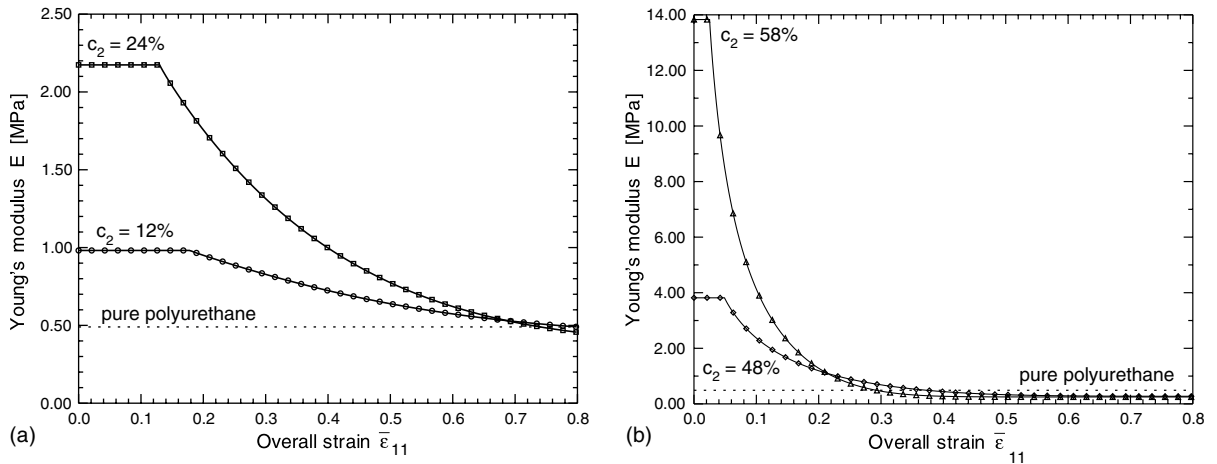 2.50
2.00
1.50
1.00
0.50
0.00
Young's modulus E [MPa]
c2 = 24%
c2 = 12%
pure polyurethane
0.0 0.1 0.2 0.3 0.4 0.5 0.6 0.7 0.8
(a)
Overall strain ε̅11
14.00
12.00
10.00
8.00
6.00
4.00
2.00
0.00
Young's modulus E [MPa]
c2 = 58%
c2 = 48%
pure polyurethane
0.0 0.1 0.2 0.3 0.4 0.5 0.6 0.7 0.8
(b)
Overall strain ε̅11